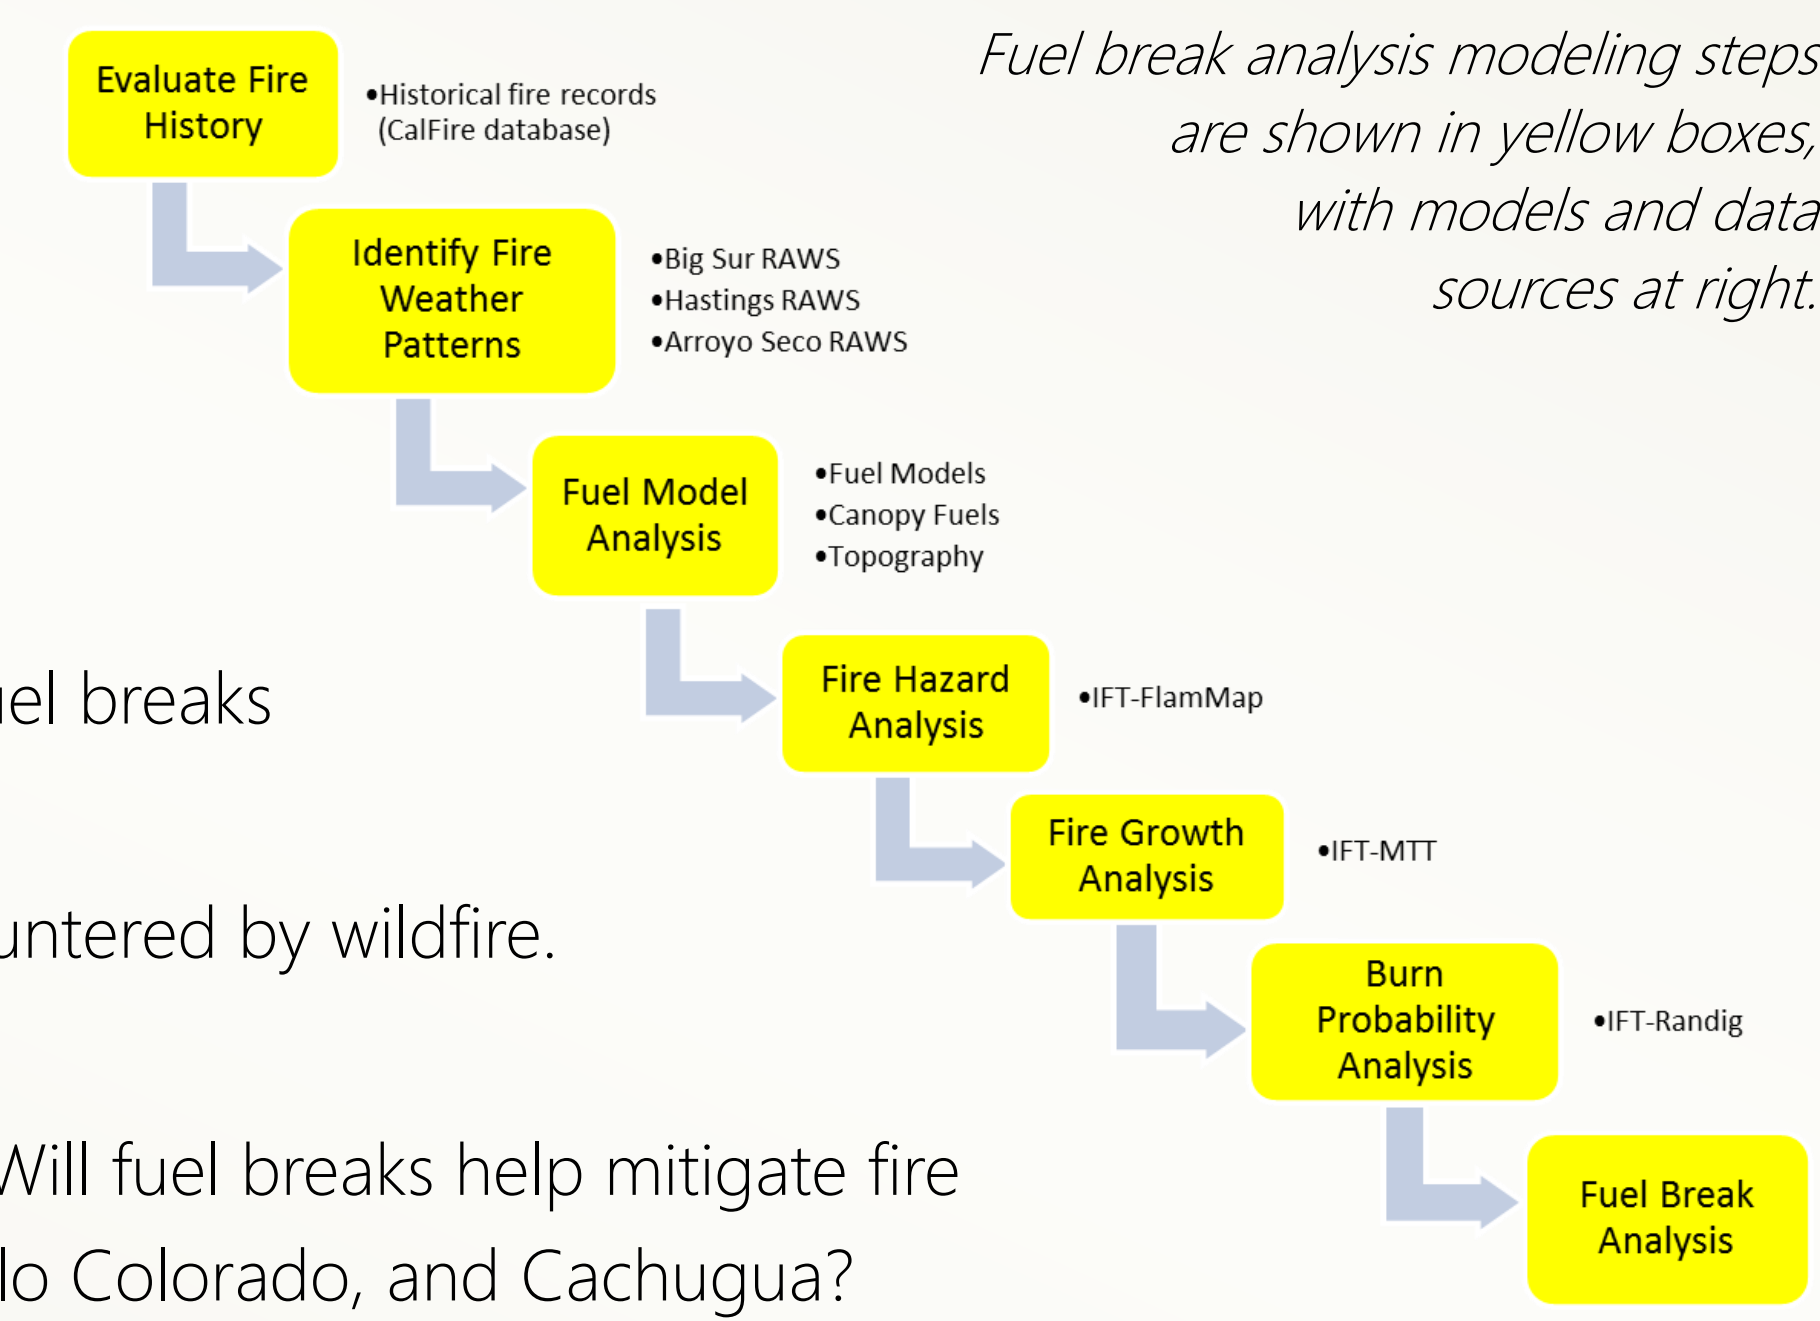 Evaluate Fire
History
•Historical fire records
(CalFire database)
Fuel break analysis modeling steps
are shown in yellow boxes,
with models and data
sources at right.
Identify Fire
Weather
Patterns
•Big Sur RAWS
•Hastings RAWS
•Arroyo Seco RAWS
Fuel Model
Analysis
•Fuel Models
•Canopy Fuels
•Topography
Fire Hazard
Analysis
•IFT-FlamMap
Fire Growth
Analysis
•IFT-MTT
Burn
Probability
Analysis
•IFT-Randig
Fuel Break
Analysis
uel breaks
untered by wildfire.
Will fuel breaks help mitigate fire
lo Colorado, and Cachugua?